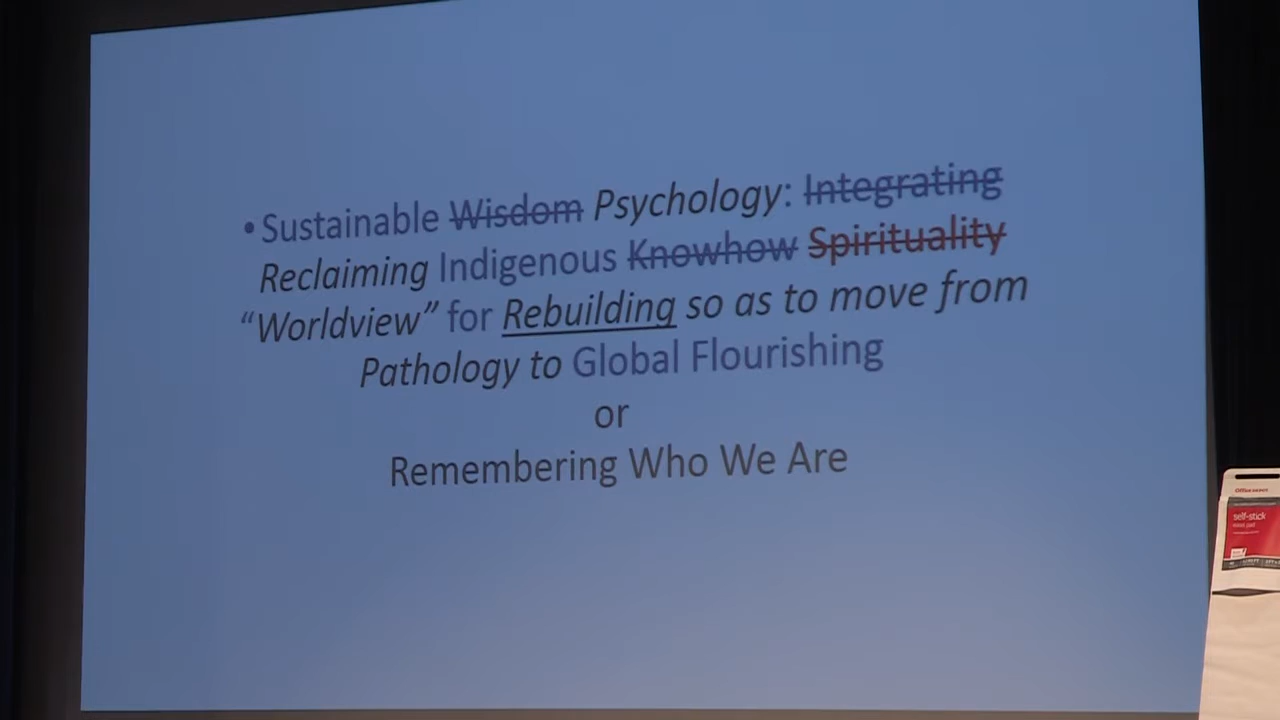 • Sustainable Wisdom Psychology: Integrating
Reclaiming Indigenous Knowhow Spirituality
“Worldview” for Rebuilding so as to move from
Pathology to Global Flourishing
or
Remembering Who We Are
self-stick